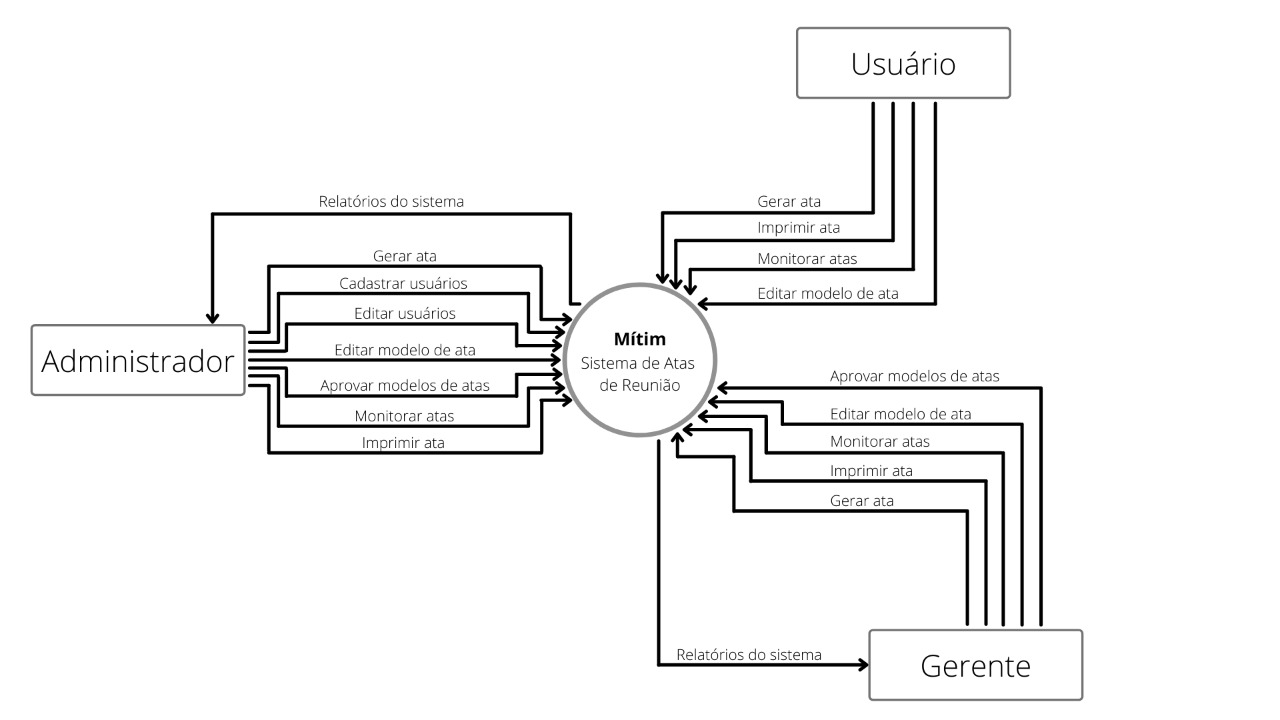 Usuário
Gerar ata
Imprimir ata
Monitorar atas
Editar modelo de ata
Relatórios do sistema
Gerar ata
Cadastrar usuários
Editar usuários
Editar modelo de ata
Aprovar modelos de atas
Monitorar atas
Imprimir ata
Administrador
Mítim
Sistema de Atas
de Reunião
Aprovar modelos de atas
Editar modelo de ata
Monitorar atas
Imprimir ata
Gerar ata
Relatórios do sistema
Gerente